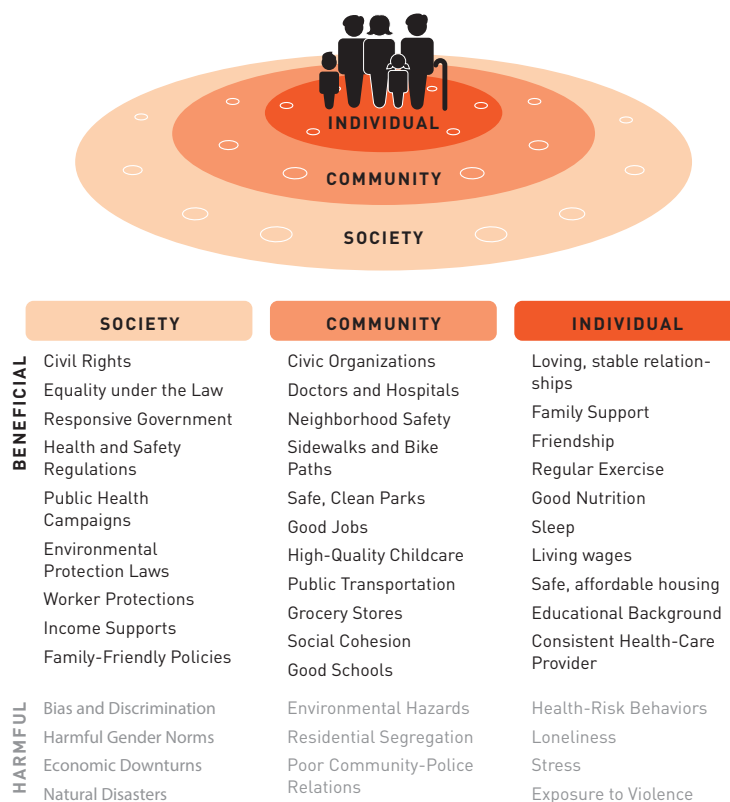 INDIVIDUAL
COMMUNITY
SOCIETY
SOCIETY
COMMUNITY
INDIVIDUAL
BENEFICIAL
Civil Rights
Equality under the Law
Responsive Government
Health and Safety
Regulations
Public Health
Campaigns
Environmental
Protection Laws
Worker Protections
Income Supports
Family-Friendly Policies
Civic Organizations
Doctors and Hospitals
Neighborhood Safety
Sidewalks and Bike
Paths
Safe, Clean Parks
Good Jobs
High-Quality Childcare
Public Transportation
Grocery Stores
Social Cohesion
Good Schools
Loving, stable relation-
ships
Family Support
Friendship
Regular Exercise
Good Nutrition
Sleep
Living wages
Safe, affordable housing
Educational Background
Consistent Health-Care
Provider
HARMFUL
Bias and Discrimination
Harmful Gender Norms
Economic Downturns
Natural Disasters
Environmental Hazards
Residential Segregation
Poor Community-Police
Relations
Health-Risk Behaviors
Loneliness
Stress
Exposure to Violence